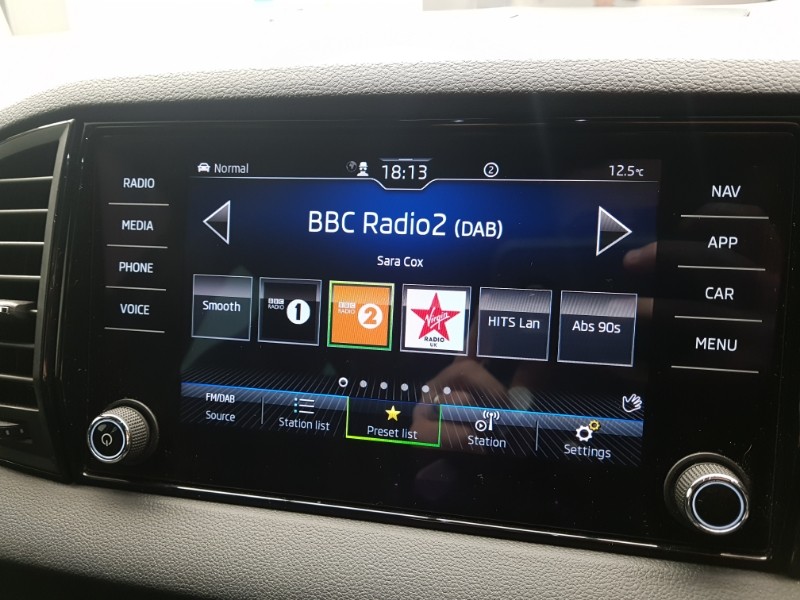 Normal
18:13
2
12.5°C
RADIO
MEDIA
PHONE
VOICE
BBC Radio2 (DAB)
Sara Cox
Smooth
BBC
RADIO
1
BBC
RADIO
2
Virgin
RADIO
UK
HITS Lan
Abs 90s
FM/DAB
Source
Station list
Preset list
Station
Settings
NAV
APP
CAR
MENU